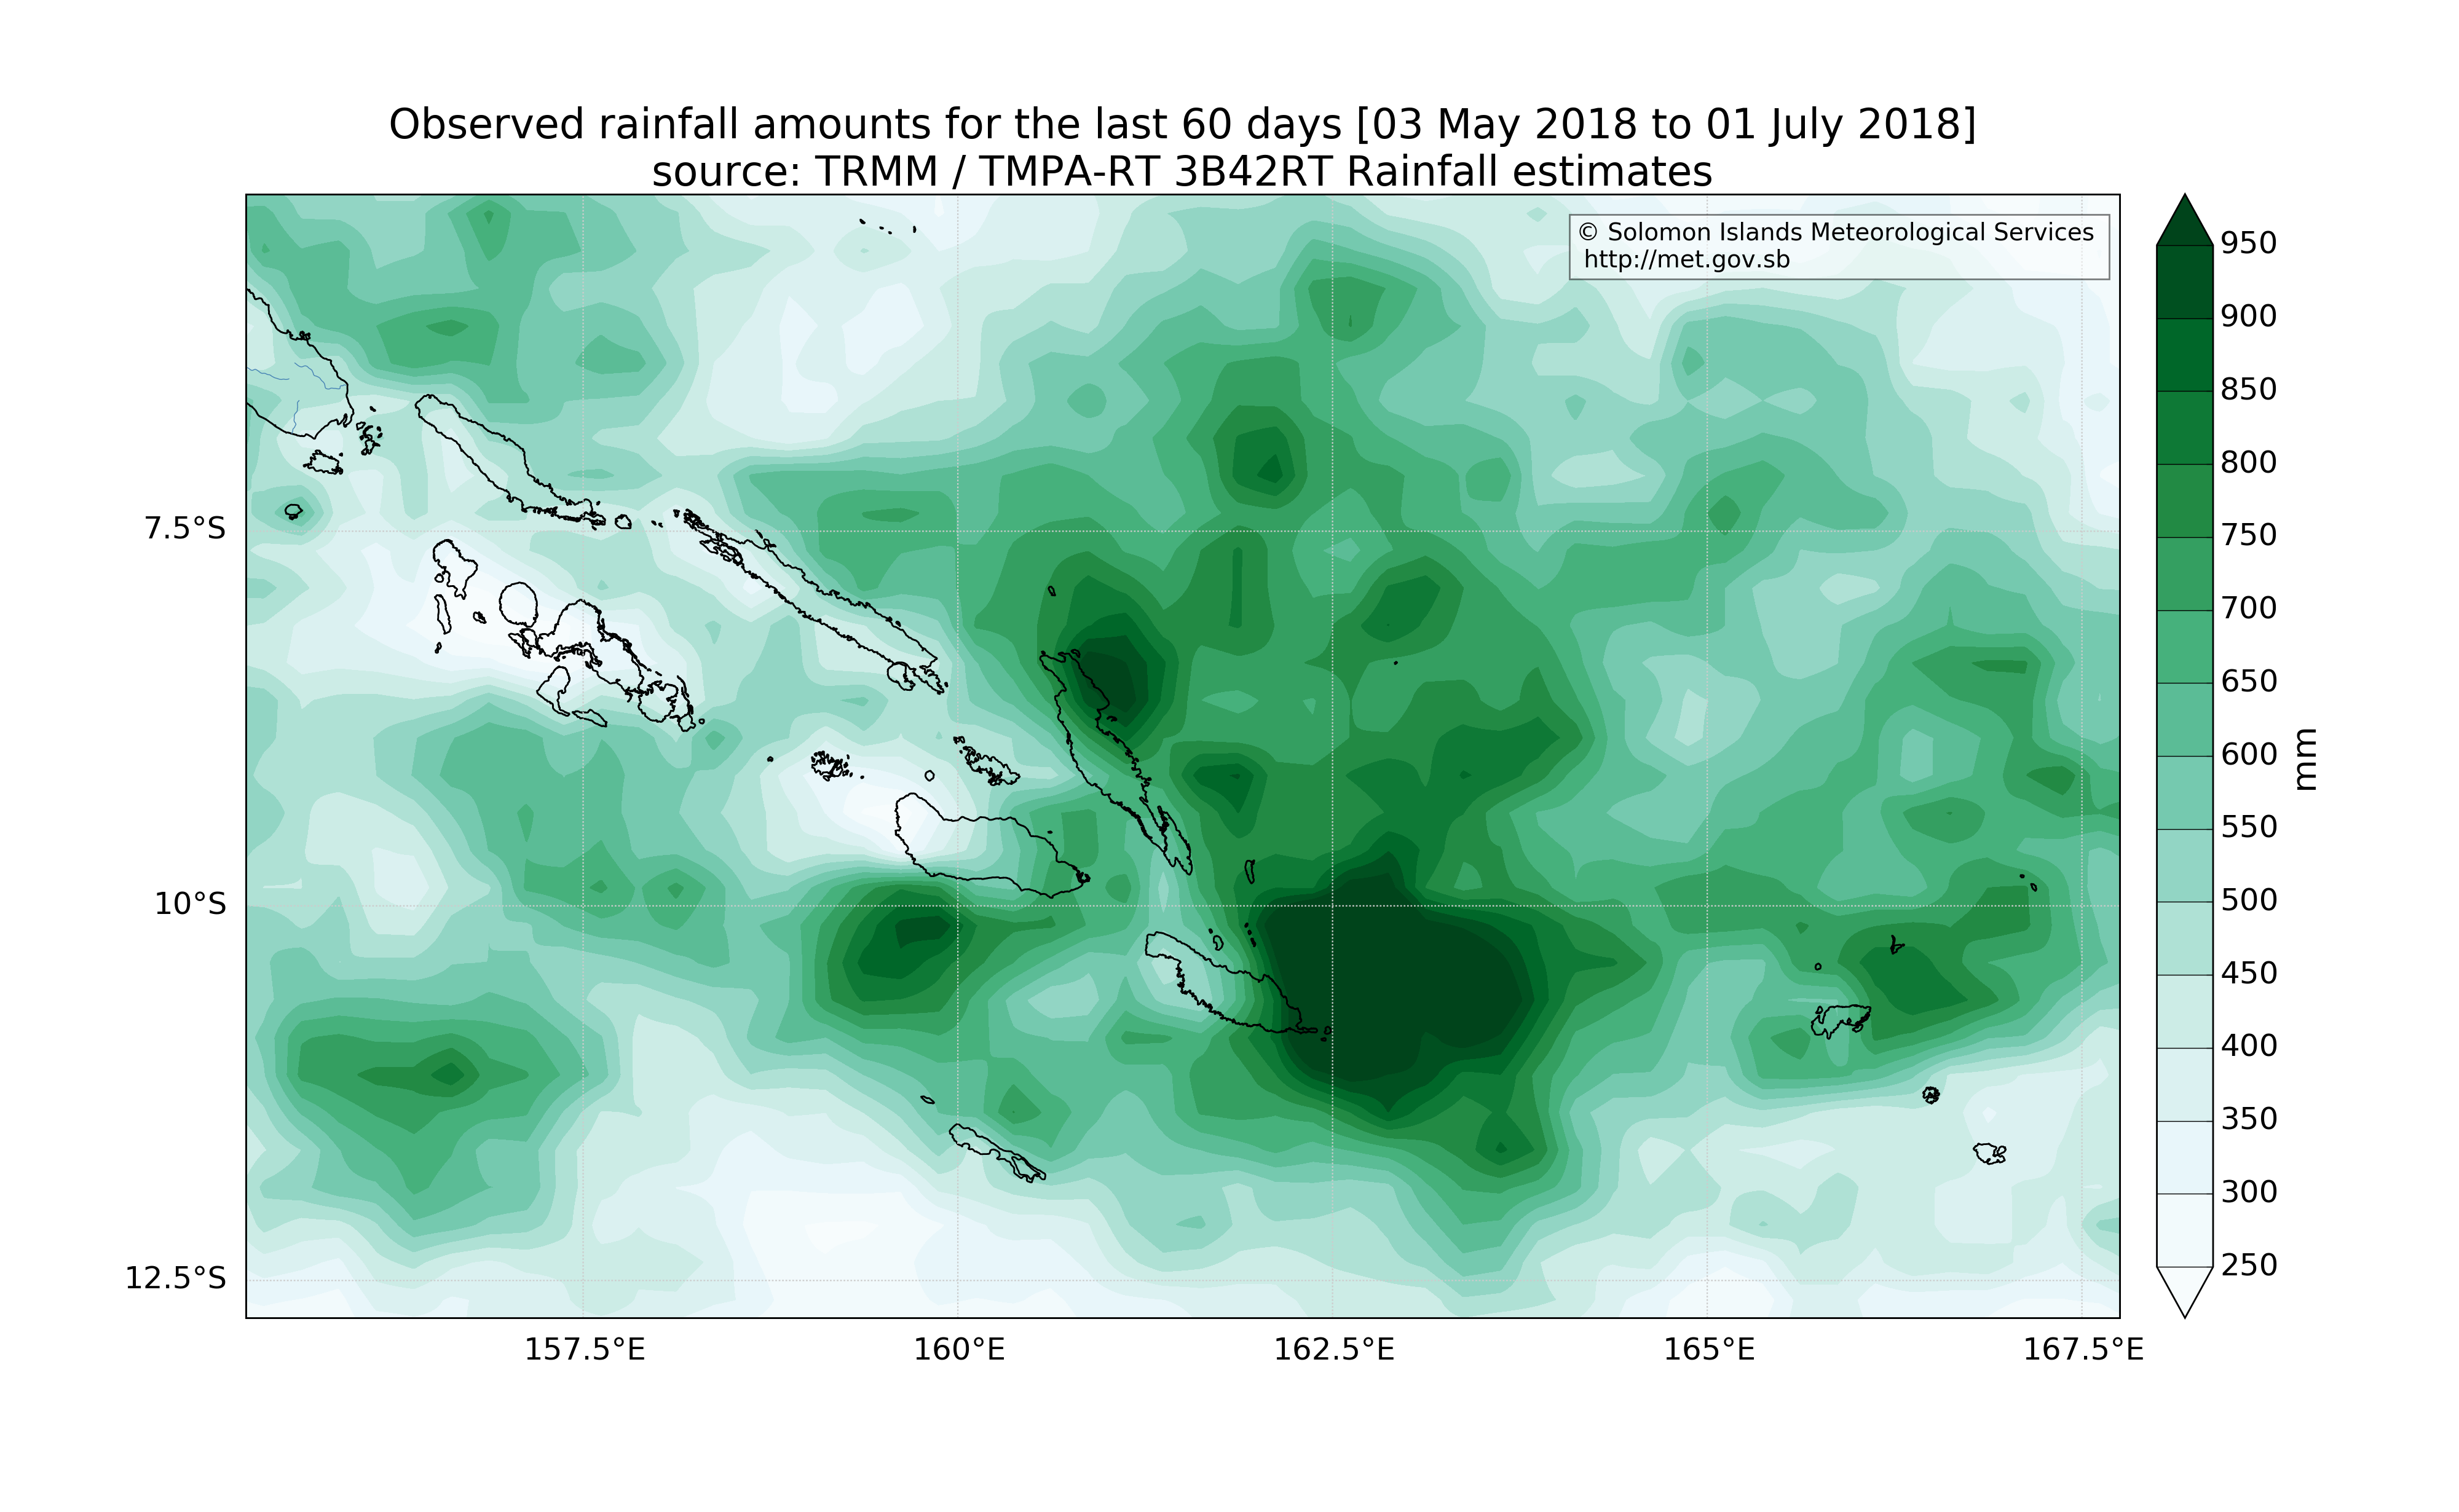 Observed rainfall amounts for the last 60 days [03 May 2018 to 01 July 2018]
source: TRMM / TMPA-RT 3B42RT Rainfall estimates
© Solomon Islands Meteorological Services
http://met.gov.sb
7.5°S
10°S
12.5°S
157.5°E
160°E
162.5°E
165°E
167.5°E
950
900
850
800
750
700
650
600
550
500
450
400
350
300
250
mm